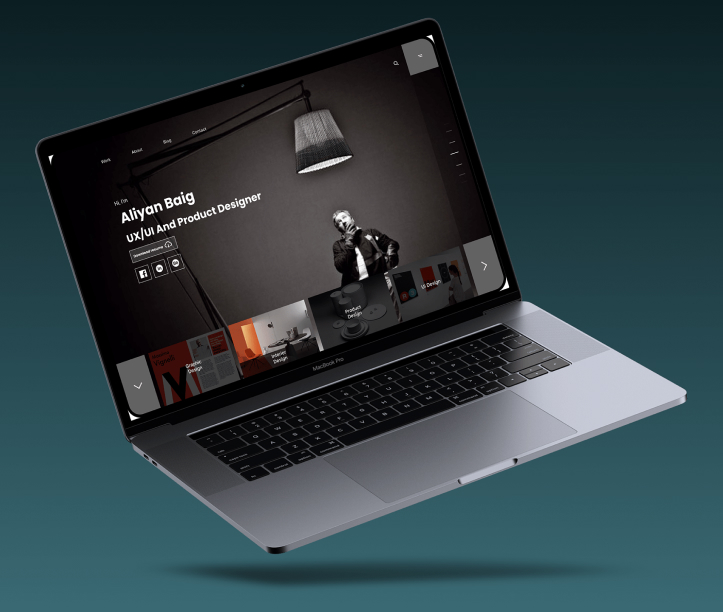 Work
About
Blog
Contact
Hi, I'm
Aliyan Baig
UX/UI And Product Designer
Download resume
Graphic
Design
Interior
Design
Product
Design
UI Design
MacBook Pro